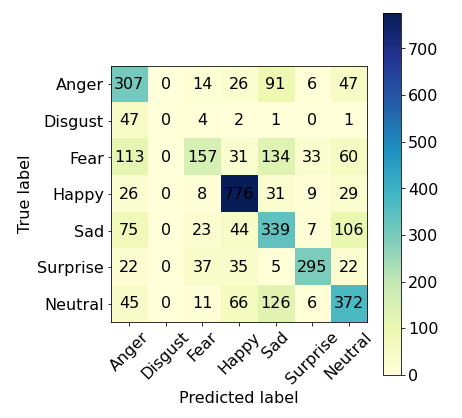 Anger 307 0 14 26 91 6 47
Disgust 47 0 4 2 1 0 1
Fear 113 0 157 31 134 33 60
Happy 26 0 8 776 31 9 29
Sad 75 0 23 44 339 7 106
Surprise 22 0 37 35 5 295 22
Neutral 45 0 11 66 126 6 372
Anger Disgust Fear Happy Sad Surprise Neutral
True label
Predicted label
700
600
500
400
300
200
100
0